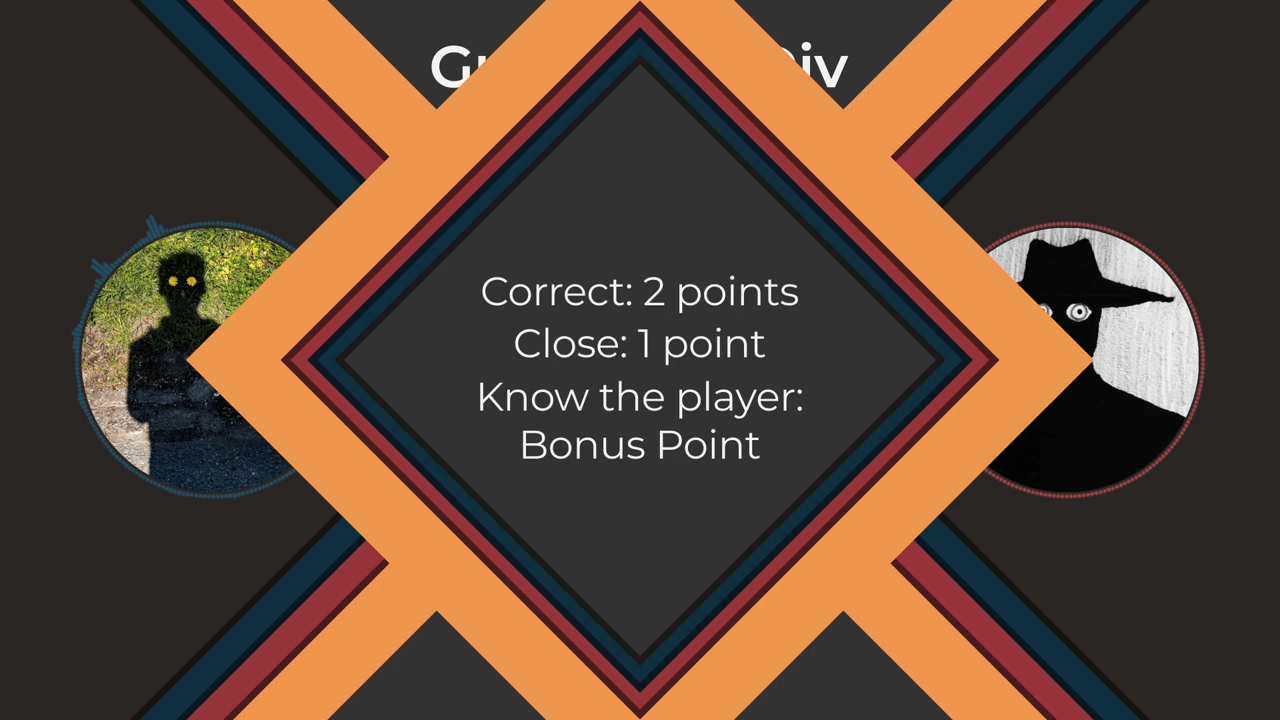 Correct: 2 points
Close: 1 point
Know the player:
Bonus Point